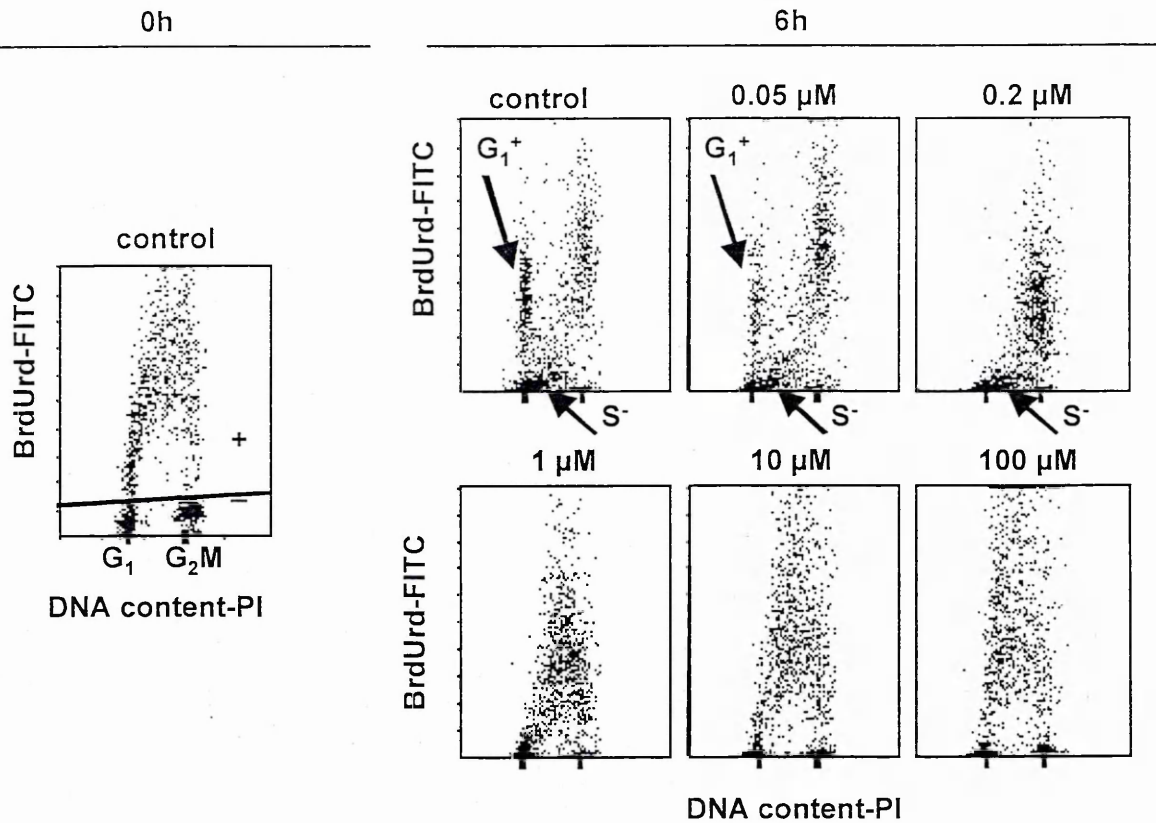 0h
6h
control
BrdUrd-FITC
+
−
G₁ G₂M
DNA content-PI
control 0.05 µM 0.2 µM
BrdUrd-FITC
G₁⁺ G₁⁺
S⁻ S⁻ S⁻
1 µM 10 µM 100 µM
BrdUrd-FITC
DNA content-PI